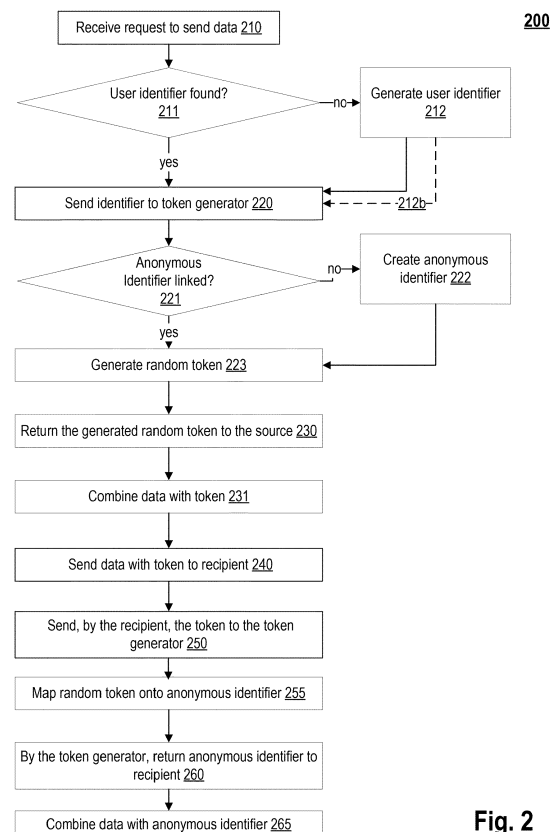 200
Receive request to send data 210
User identifier found?
211
no
Generate user identifier
212
yes
212b
Send identifier to token generator 220
Anonymous
Identifier linked?
221
no
Create anonymous
identifier 222
yes
Generate random token 223
Return the generated random token to the source 230
Combine data with token 231
Send data with token to recipient 240
Send, by the recipient, the token to the token
generator 250
Map random token onto anonymous identifier 255
By the token generator, return anonymous identifier to
recipient 260
Combine data with anonymous identifier 265
Fig. 2